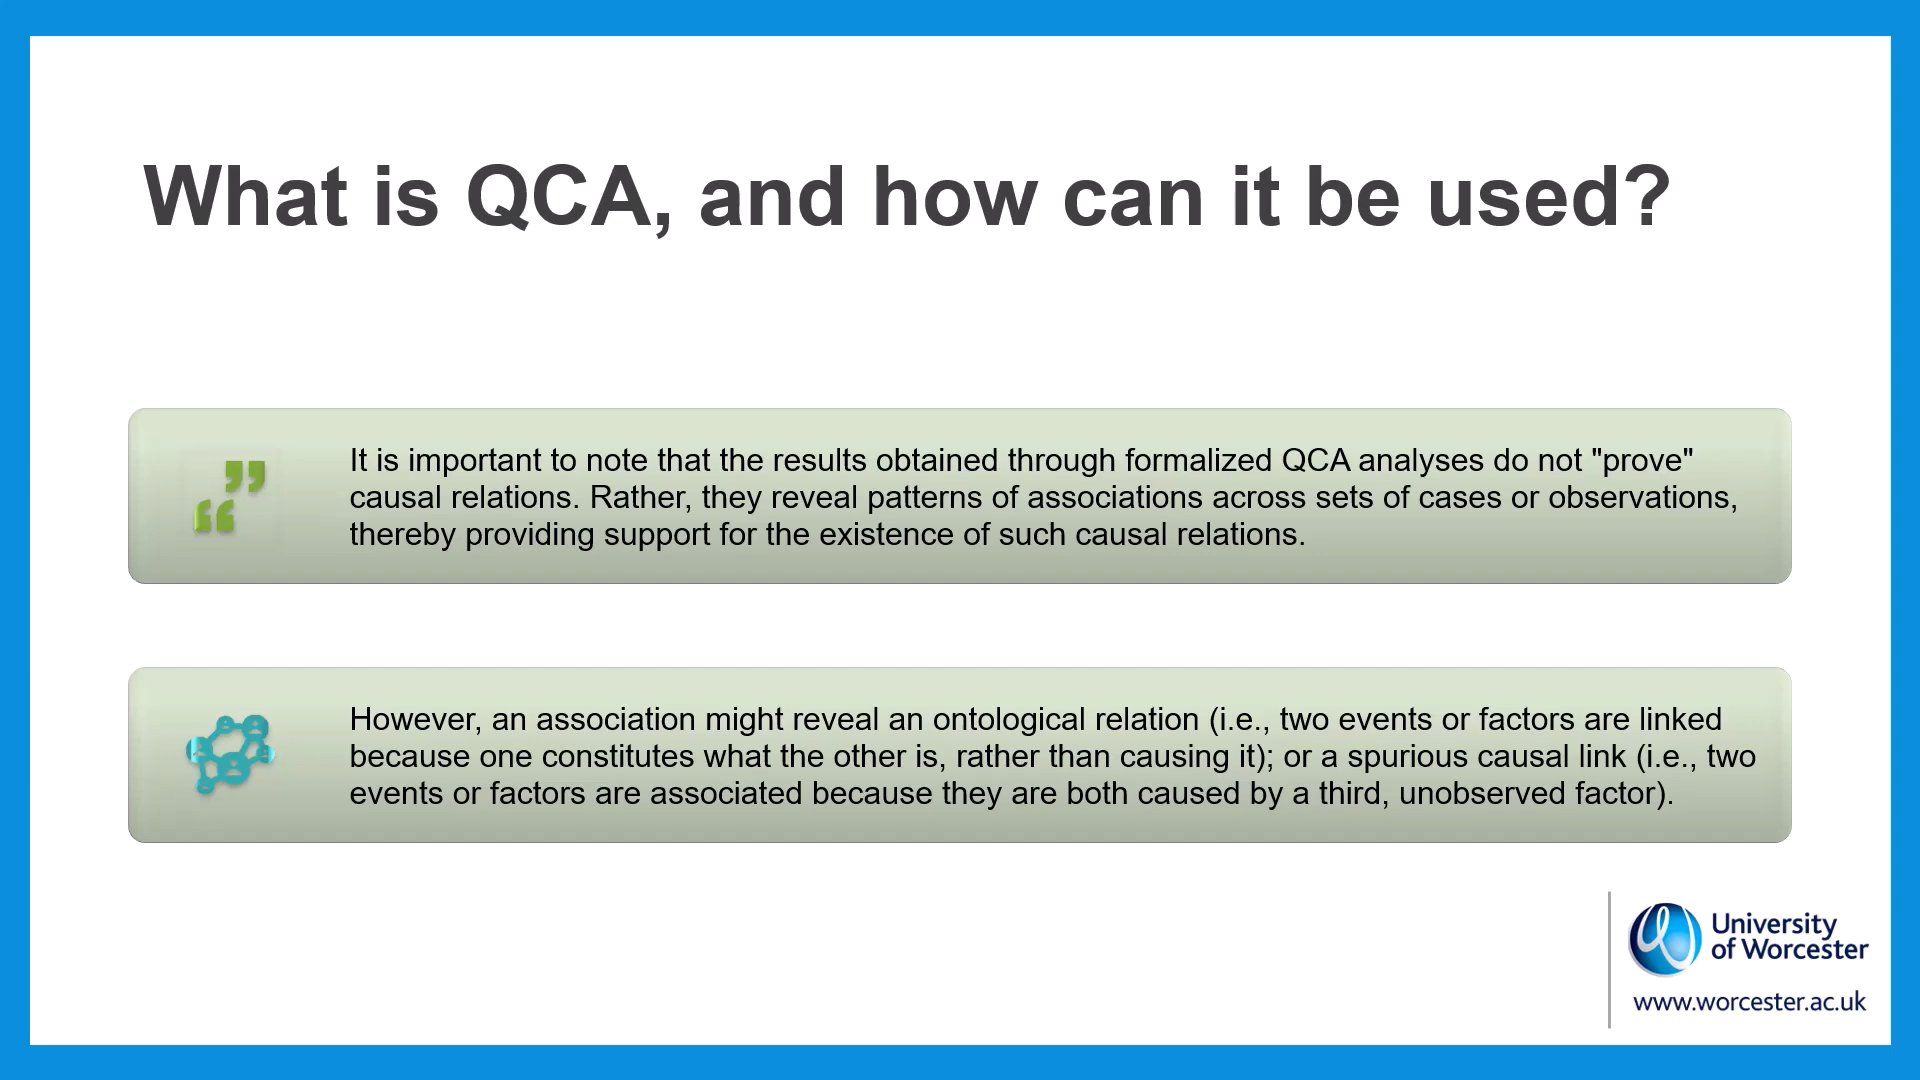 What is QCA, and how can it be used?
It is important to note that the results obtained through formalized QCA analyses do not "prove"
causal relations. Rather, they reveal patterns of associations across sets of cases or observations,
thereby providing support for the existence of such causal relations.
However, an association might reveal an ontological relation (i.e., two events or factors are linked
because one constitutes what the other is, rather than causing it); or a spurious causal link (i.e., two
events or factors are associated because they are both caused by a third, unobserved factor).
University
of Worcester
www.worcester.ac.uk